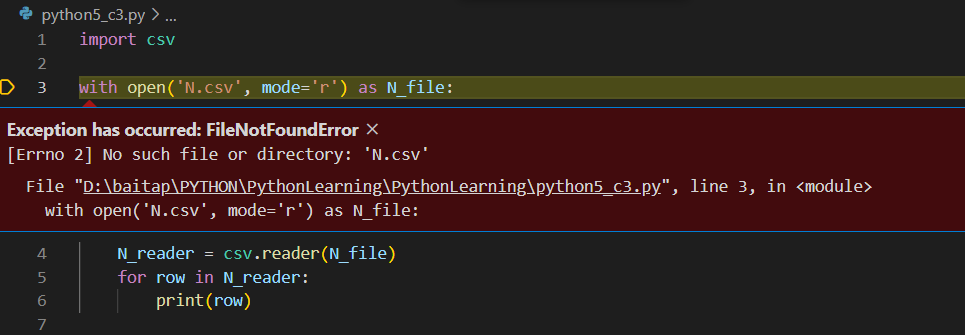 python5_c3.py > ...
1 import csv
2
3 with open('N.csv', mode='r') as N_file:
Exception has occurred: FileNotFoundError ×
[Errno 2] No such file or directory: 'N.csv'
File "D:\baitap\PYTHON\PythonLearning\PythonLearning\python5_c3.py", line 3, in <module>
with open('N.csv', mode='r') as N_file:
4 N_reader = csv.reader(N_file)
5 for row in N_reader:
6 print(row)
7